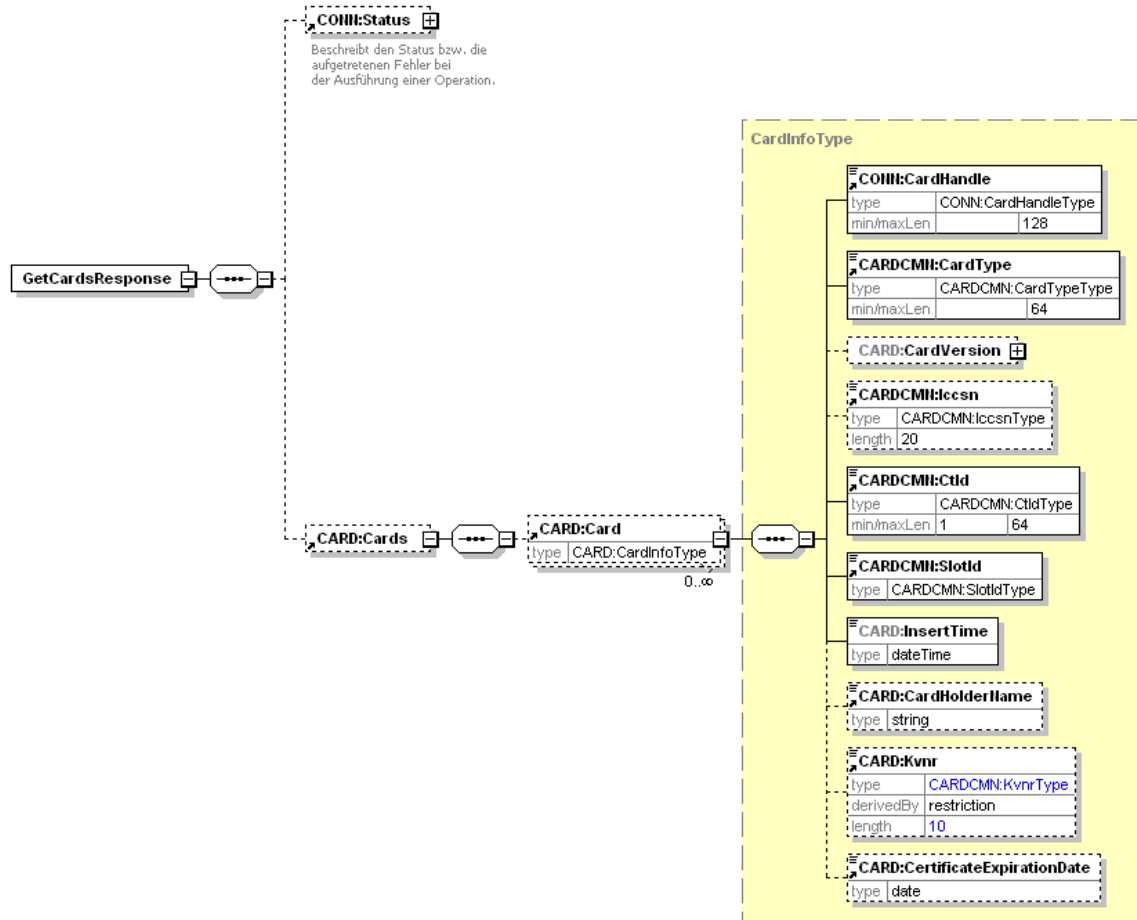 CONN:Status
Beschreibt den Status bzw. die
aufgetretenen Fehler bei
der Ausführung einer Operation.
GetCardsResponse
CARD:Cards
CARD:Card
type CARD:CardInfoType
0..∞
CardInfoType
CONN:CardHandle
type CONN:CardHandleType
min/maxLen 128
CARDCMN:CardType
type CARDCMN:CardTypeType
min/maxLen 64
CARD:CardVersion
CARDCMN:Iccsn
type CARDCMN:IccsnType
length 20
CARDCMN:CtId
type CARDCMN:CtIdType
min/maxLen 1 64
CARDCMN:SlotId
type CARDCMN:SlotIdType
CARD:InsertTime
type dateTime
CARD:CardHolderName
type string
CARD:Kvnr
type CARDCMN:KvnrType
derivedBy restriction
length 10
CARD:CertificateExpirationDate
type date